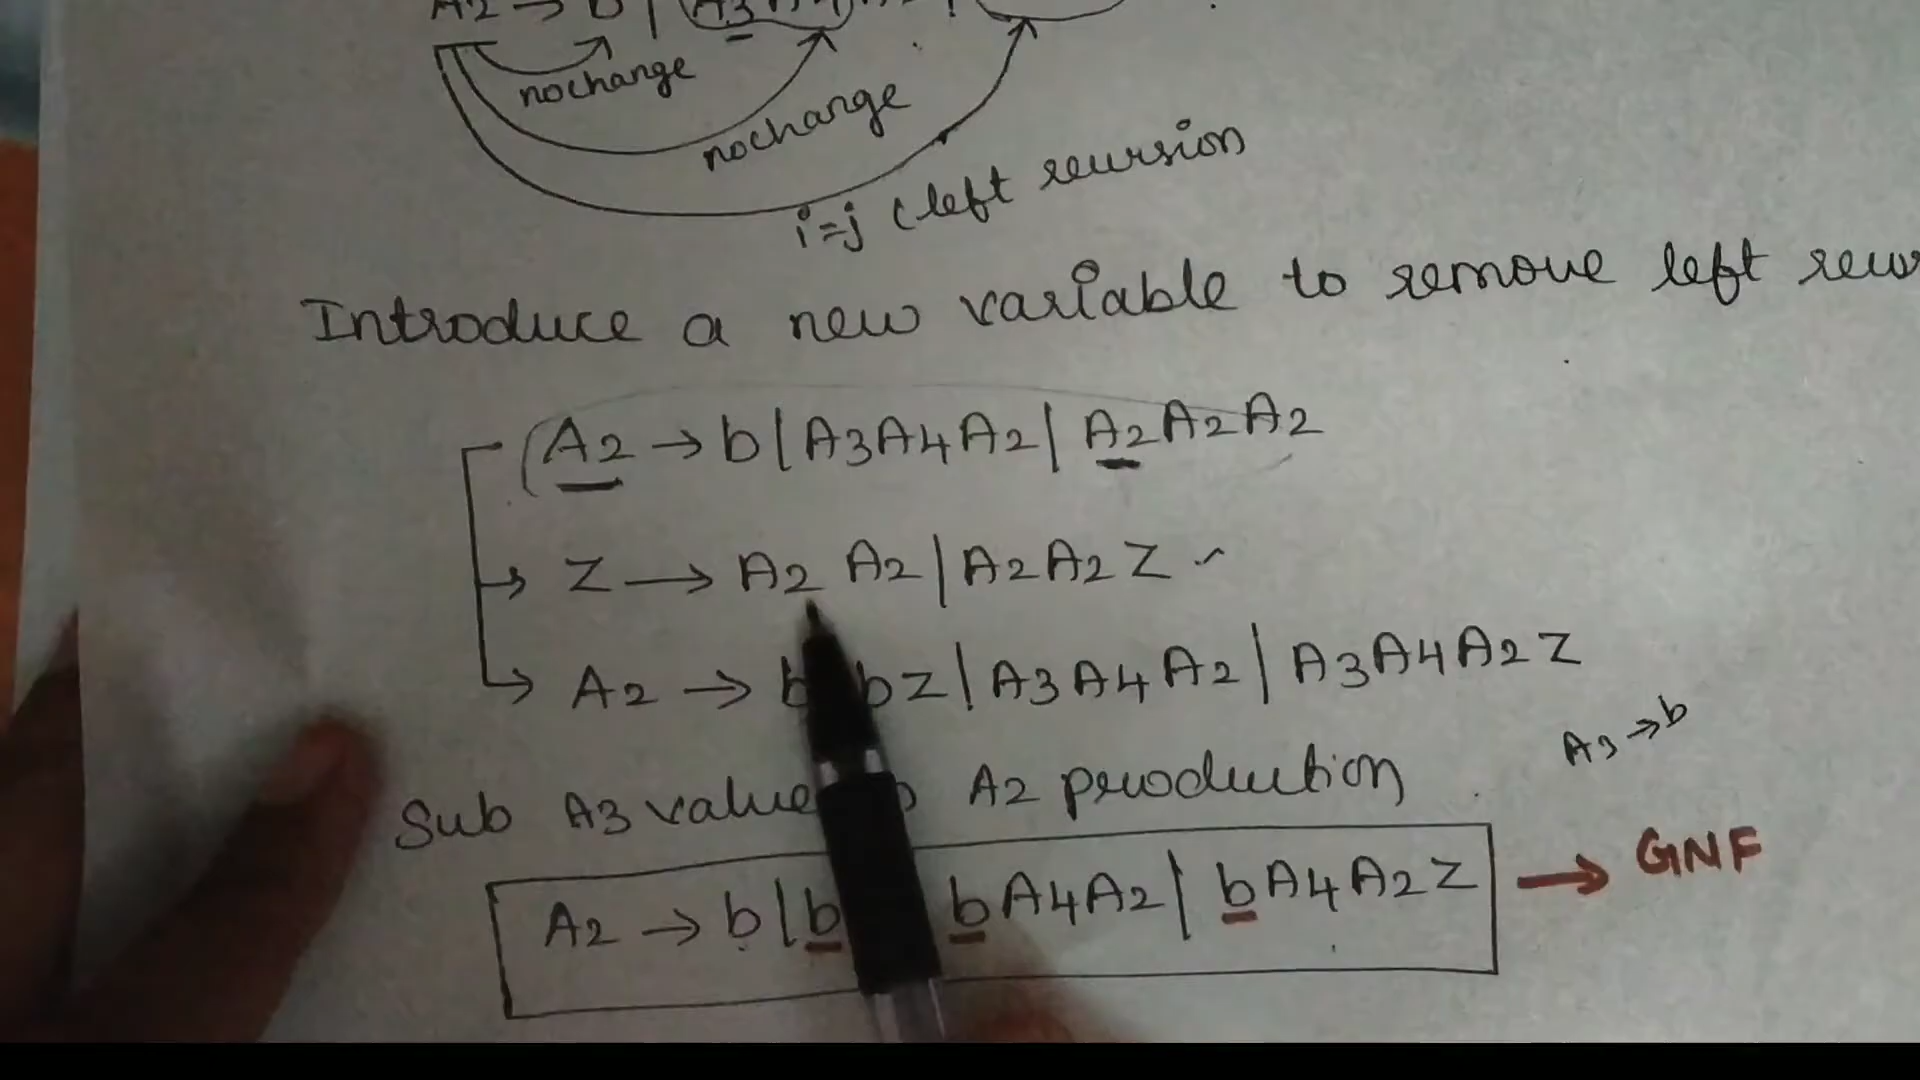 A2 → b |
nochange
nochange
i=j (left recursion
Introduce a new variable to remove left
A2 → b | A3A4A2 | A2A2A2
Z → A2 A2 | A2A2Z
A2 → b bZ | A3A4A2 | A3A4A2Z
A3 → b
Sub A3 value A2 production
A2 → b | b bA4A2 | bA4A2Z → GNF